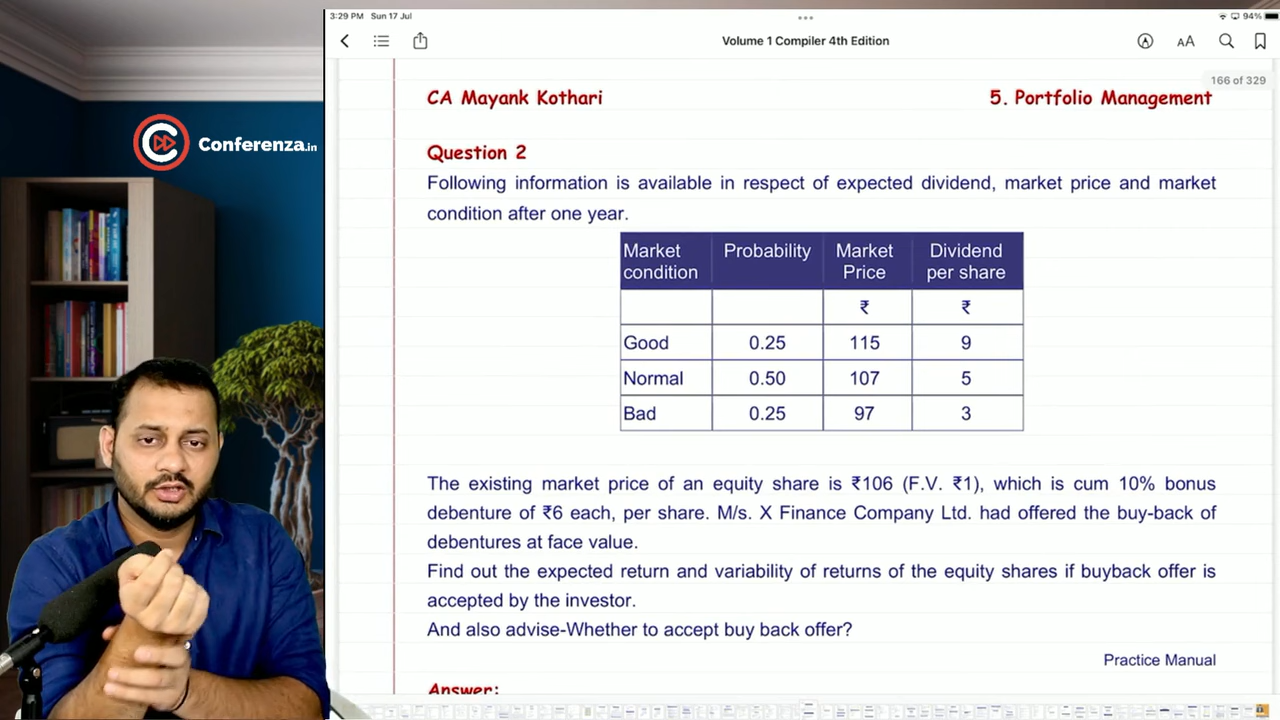 3:29 PM Sun 17 Jul
94%
Volume 1 Compiler 4th Edition
AA
166 of 329
Conferenza.in
CA Mayank Kothari
5. Portfolio Management
Question 2
Following information is available in respect of expected dividend, market price and market
condition after one year.
Market condition Probability Market Price Dividend per share
₹ ₹
Good 0.25 115 9
Normal 0.50 107 5
Bad 0.25 97 3
The existing market price of an equity share is ₹106 (F.V. ₹1), which is cum 10% bonus
debenture of ₹6 each, per share. M/s. X Finance Company Ltd. had offered the buy-back of
debentures at face value.
Find out the expected return and variability of returns of the equity shares if buyback offer is
accepted by the investor.
And also advise-Whether to accept buy back offer?
Practice Manual
Answer: